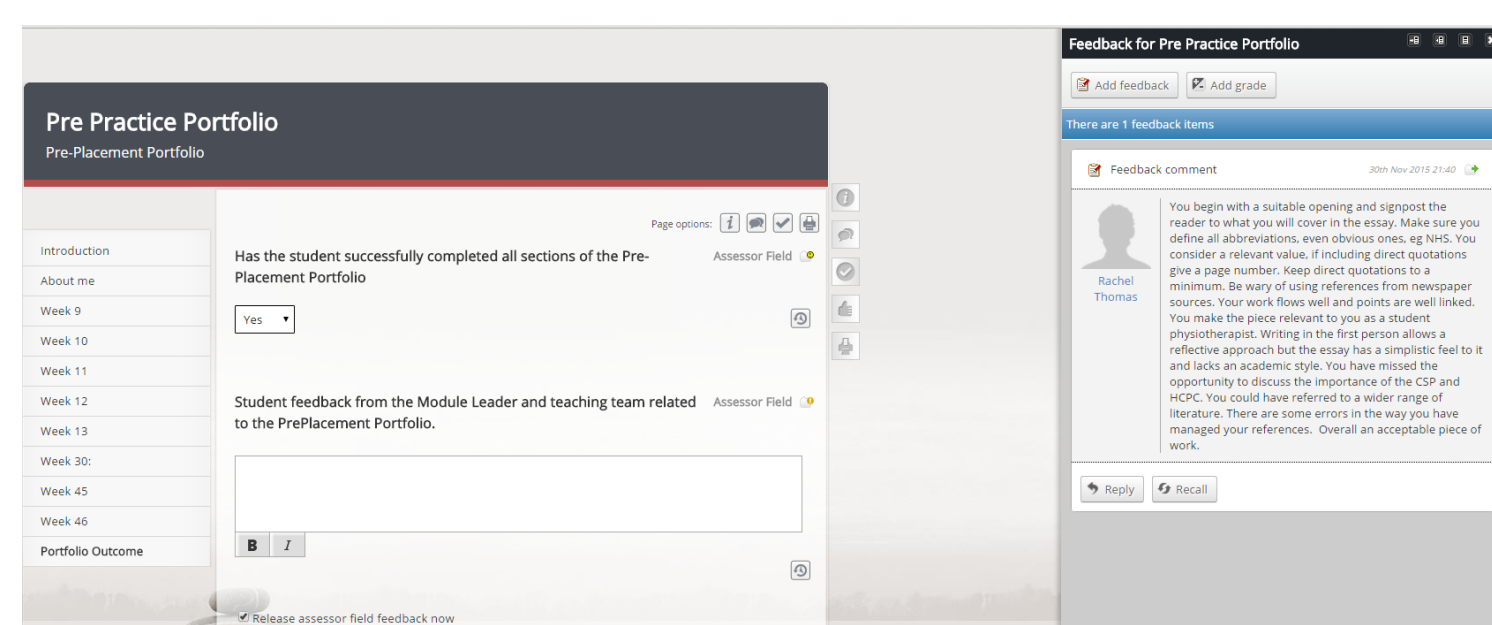 Pre Practice Portfolio
Pre-Placement Portfolio
Introduction
About me
Week 9
Week 10
Week 11
Week 12
Week 13
Week 30:
Week 45
Week 46
Portfolio Outcome
Page options:
Has the student successfully completed all sections of the Pre-
Placement Portfolio
Assessor Field
Yes
Student feedback from the Module Leader and teaching team related
to the PrePlacement Portfolio.
Assessor Field
B I
Release assessor field feedback now
Feedback for Pre Practice Portfolio
Add feedback
Add grade
There are 1 feedback items
Feedback comment
30th Nov 2015 21:40
Rachel
Thomas
You begin with a suitable opening and signpost the
reader to what you will cover in the essay. Make sure you
define all abbreviations, even obvious ones, eg NHS. You
consider a relevant value, if including direct quotations
give a page number. Keep direct quotations to a
minimum. Be wary of using references from newspaper
sources. Your work flows well and points are well linked.
You make the piece relevant to you as a student
physiotherapist. Writing in the first person allows a
reflective approach but the essay has a simplistic feel to it
and lacks an academic style. You have missed the
opportunity to discuss the importance of the CSP and
HCPC. You could have referred to a wider range of
literature. There are some errors in the way you have
managed your references.  Overall an acceptable piece of
work.
Reply
Recall